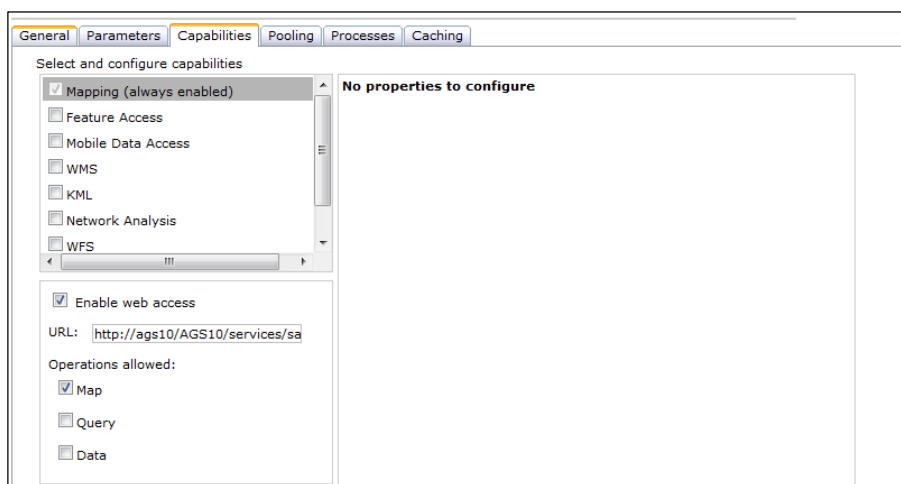 General Parameters Capabilities Pooling Processes Caching
Select and configure capabilities
Mapping (always enabled)
Feature Access
Mobile Data Access
WMS
KML
Network Analysis
WFS
No properties to configure
Enable web access
URL: http://ags10/AGS10/services/sa
Operations allowed:
Map
Query
Data